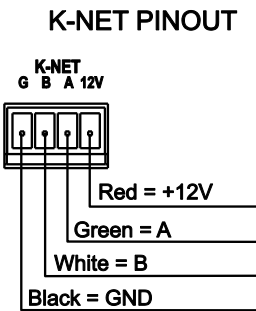 K-NET PINOUT
K-NET
G B A 12V
Red = +12V
Green = A
White = B
Black = GND